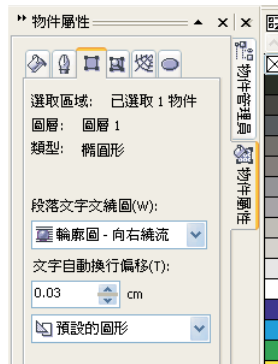 物件屬性
選取區域: 已選取 1 物件
圖層: 圖層 1
類型: 橢圓形
段落文字文繞圖(W):
輪廓圖 - 向右繞流
文字自動換行偏移(T):
0.03 cm
預設的圖形
物件管理員
物件屬性